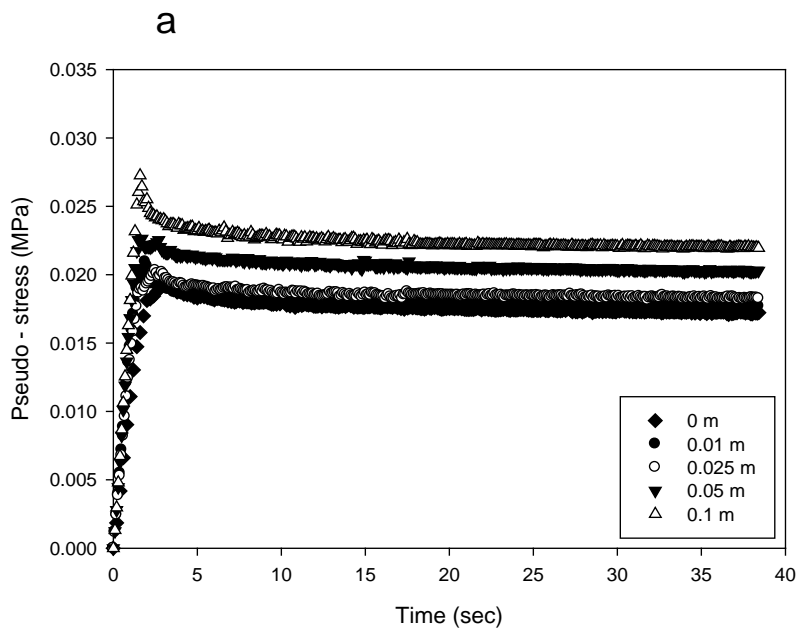 a
Pseudo - stress (MPa)
0.035
0.030
0.025
0.020
0.015
0.010
0.005
0.000
0 5 10 15 20 25 30 35 40
Time (sec)
0 m
0.01 m
0.025 m
0.05 m
0.1 m